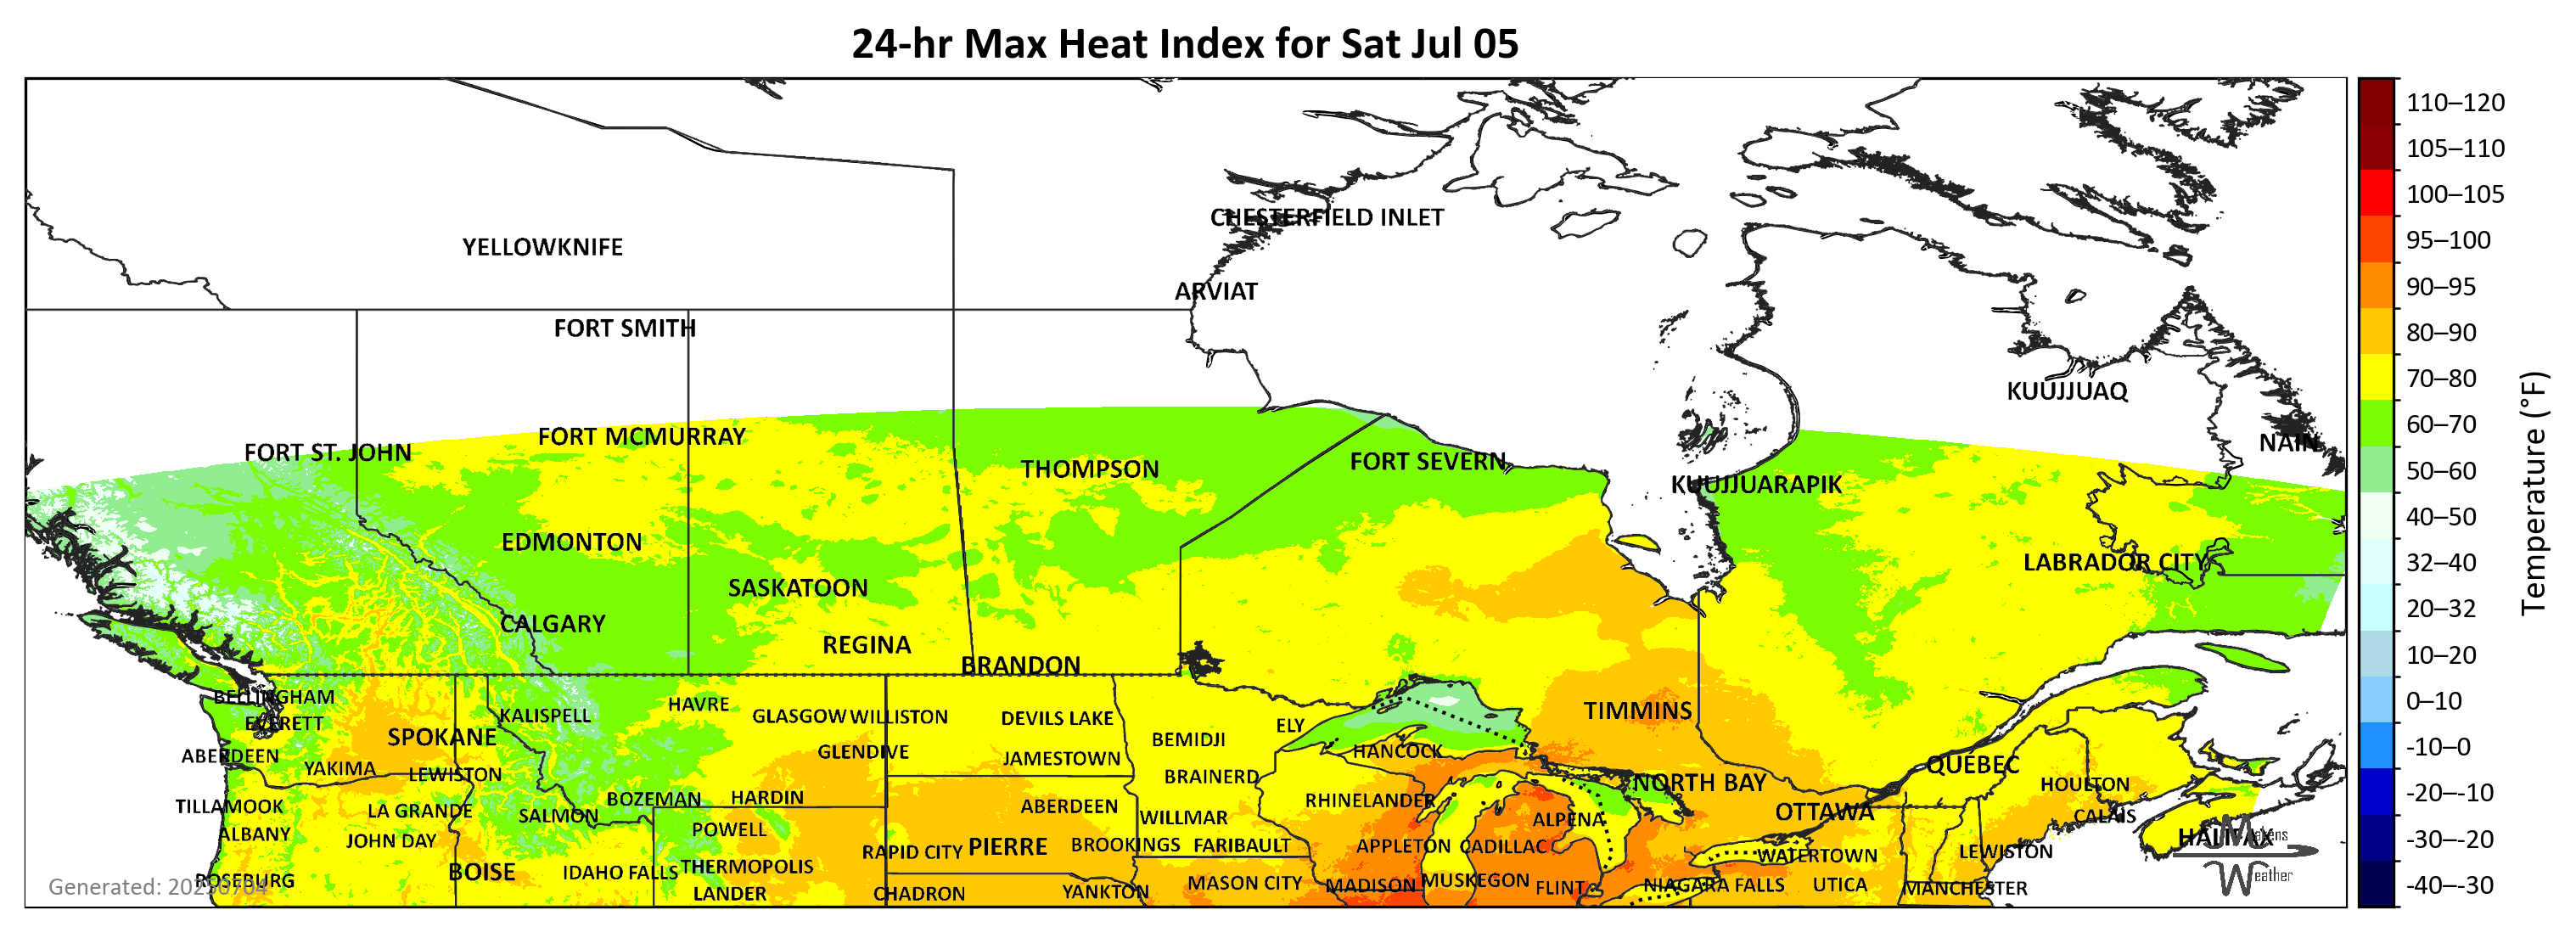 24-hr Max Heat Index for Sat Jul 05
CHESTERFIELD INLET
YELLOWKNIFE
ARVIAT
FORT SMITH
KUUJJUAQ
FORT MCMURRAY
NAIN
FORT ST. JOHN
FORT SEVERN
THOMPSON
KUUJJUARAPIK
EDMONTON
LABRADOR CITY
SASKATOON
CALGARY
REGINA
BRANDON
BELLINGHAM
HAVRE
TIMMINS
KALISPELL
GLASGOW
WILLISTON
DEVILS LAKE
EVERETT
ELY
SPOKANE
BEMIDJI
GLENDIVE
HANCOCK
ABERDEEN
JAMESTOWN
QUÉBEC
YAKIMA
LEWISTON
BRAINERD
NORTH BAY
HOULTON
BOZEMAN
HARDIN
RHINELANDER
TILLAMOOK
LA GRANDE
ABERDEEN
OTTAWA
SALMON
WILLMAR
ALPENA
CALAIS
ALBANY
POWELL
HALIFAX
Makens
JOHN DAY
PIERRE
BROOKINGS
FARIBAULT
APPLETON
CADILLAC
RAPID CITY
WATERTOWN
LEWISTON
BOISE
IDAHO FALLS
THERMOPOLIS
Weather
ROSEBURG
MASON CITY
MADISON
MUSKEGON
FLINT
NIAGARA FALLS
UTICA
MANCHESTER
Generated: 20250704
LANDER
CHADRON
YANKTON
110–120
105–110
100–105
95–100
90–95
80–90
70–80
60–70
50–60
40–50
32–40
20–32
10–20
0–10
-10–0
-20–-10
-30–-20
-40–-30
Temperature (°F)